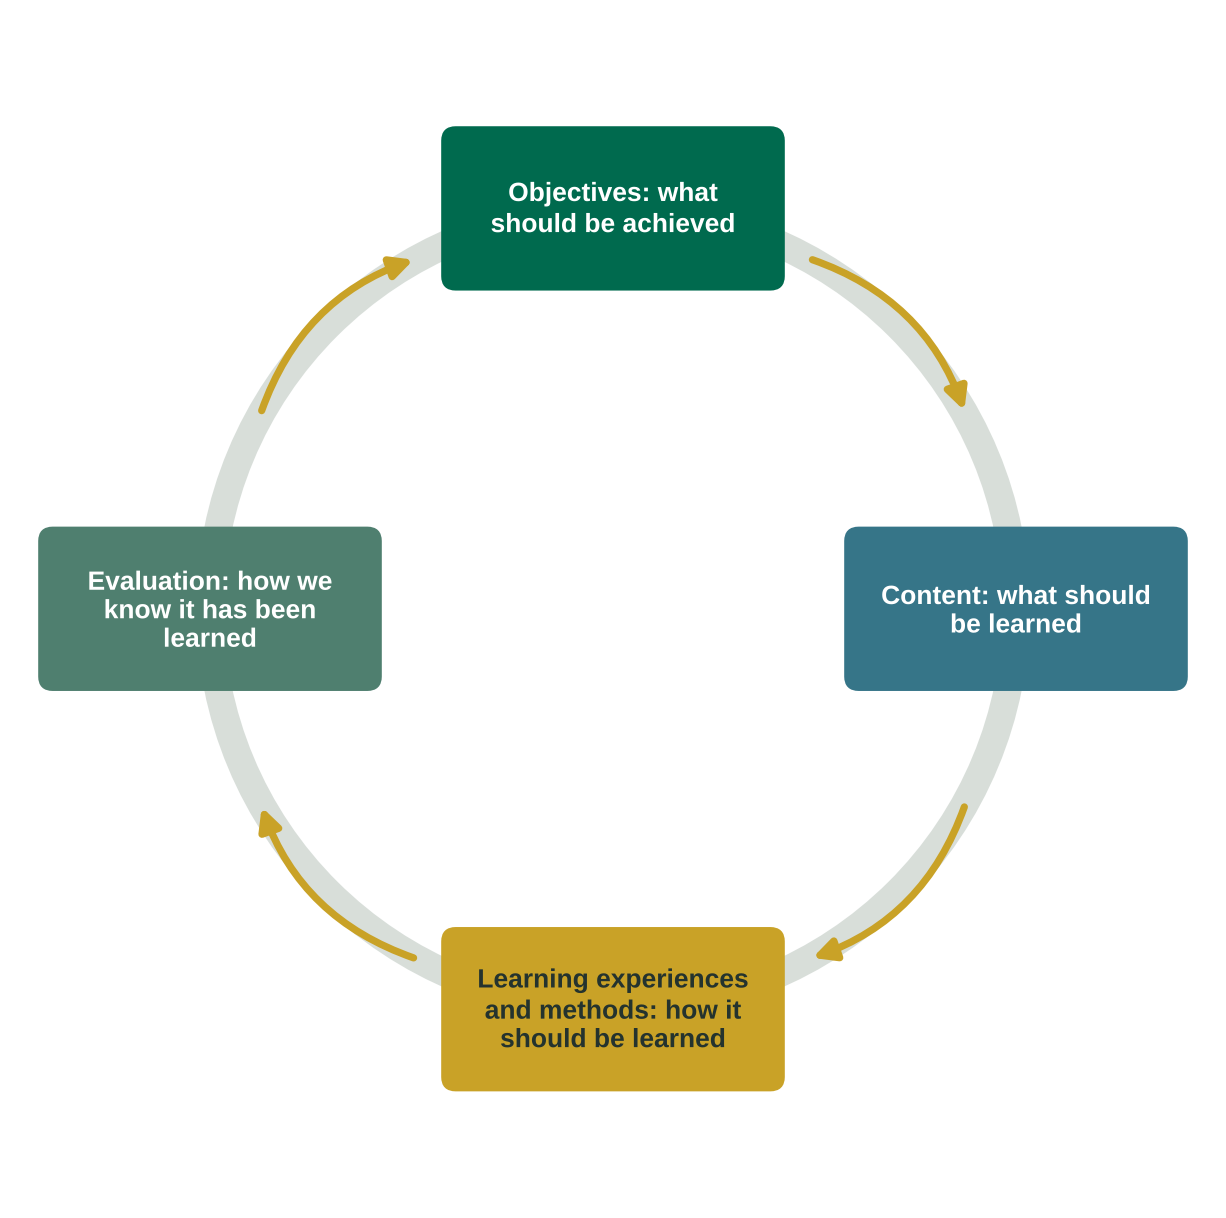 Objectives: what
should be achieved
Evaluation: how we
know it has been
learned
Content: what should
be learned
Learning experiences
and methods: how it
should be learned